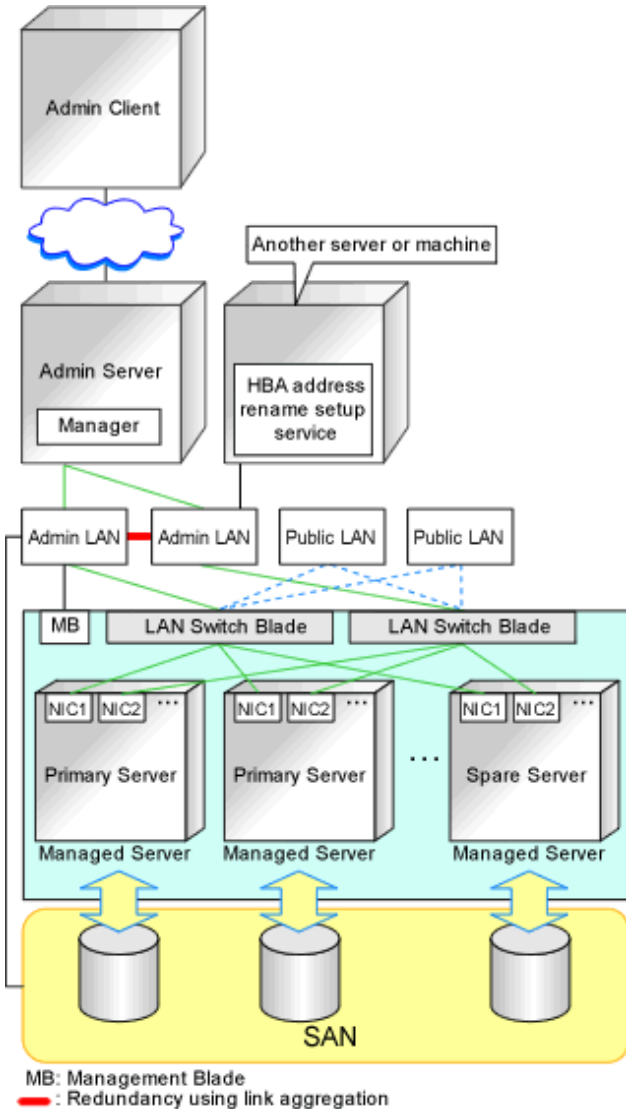 Admin Client
Another server or machine
Admin Server
Manager
HBA address
rename setup
service
Admin LAN
Admin LAN
Public LAN
Public LAN
MB
LAN Switch Blade
LAN Switch Blade
NIC1
NIC2
...
NIC1
NIC2
...
NIC1
NIC2
...
Primary Server
Primary Server
...
Spare Server
Managed Server
Managed Server
Managed Server
SAN
MB: Management Blade
: Redundancy using link aggregation